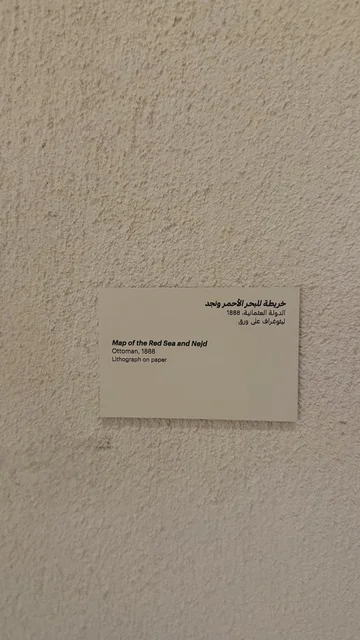 خريطة للبحر الأحمر ونجد
الدولة العثمانية، 1888
ليثوغراف على ورق
Map of the Red Sea and Nejd
Ottoman, 1888
Lithograph on paper